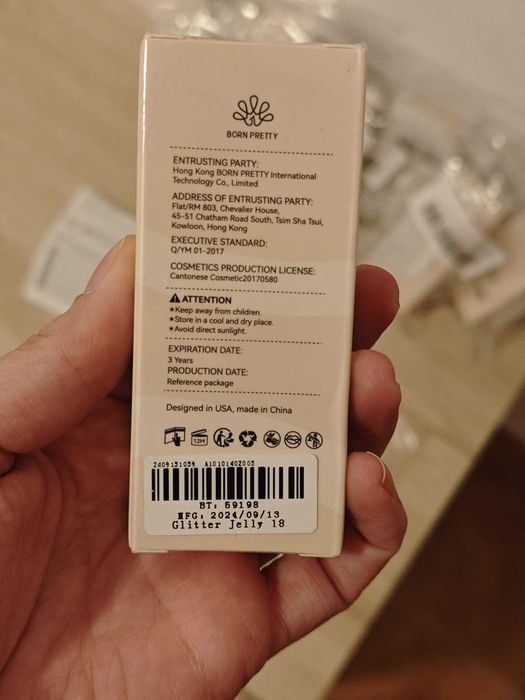 BORN PRETTY
ENTRUSTING PARTY:
Hong Kong BORN PRETTY International
Technology Co., Limited
ADDRESS OF ENTRUSTING PARTY:
Flat/RM 803, Chevalier House,
45-51 Chatham Road South, Tsim Sha Tsui,
Kowloon, Hong Kong
EXECUTIVE STANDARD:
Q/YM 01-2017
COSMETICS PRODUCTION LICENSE:
Cantonese Cosmetic20170580
ATTENTION
★Keep away from children.
★Store in a cool and dry place.
★Avoid direct sunlight.
EXPIRATION DATE:
3 Years
PRODUCTION DATE:
Reference package
Designed in USA, made in China
12M
2409131039 A10101402005
BT: 59198
MFG: 2024/09/13
Glitter Jelly 18